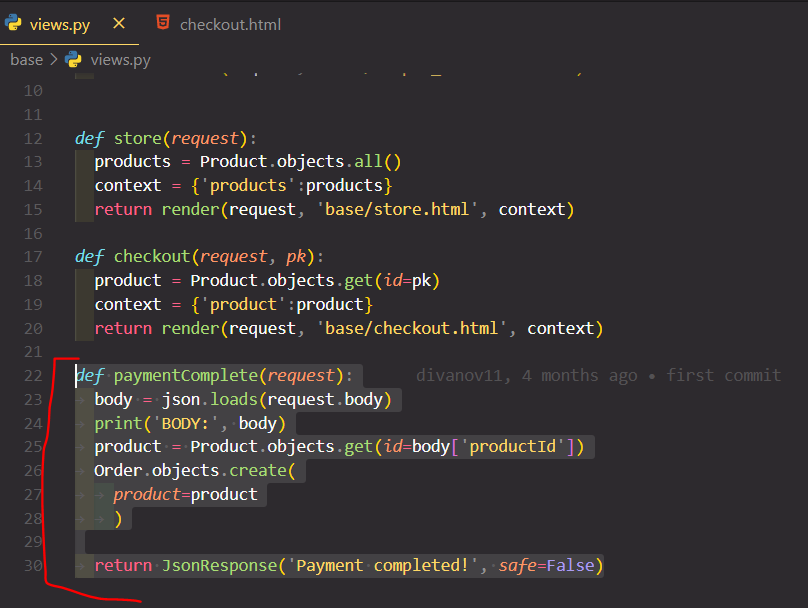 views.py × checkout.html
base > views.py
10
11
12 def store(request):
13 products = Product.objects.all()
14 context = {'products':products}
15 return render(request, 'base/store.html', context)
16
17 def checkout(request, pk):
18 product = Product.objects.get(id=pk)
19 context = {'product':product}
20 return render(request, 'base/checkout.html', context)
21
22 def paymentComplete(request): divanov11, 4 months ago • first commit
23 body = json.loads(request.body)
24 print('BODY:', body)
25 product = Product.objects.get(id=body['productId'])
26 Order.objects.create(
27 product=product
28 )
29
30 return JsonResponse('Payment completed!', safe=False)